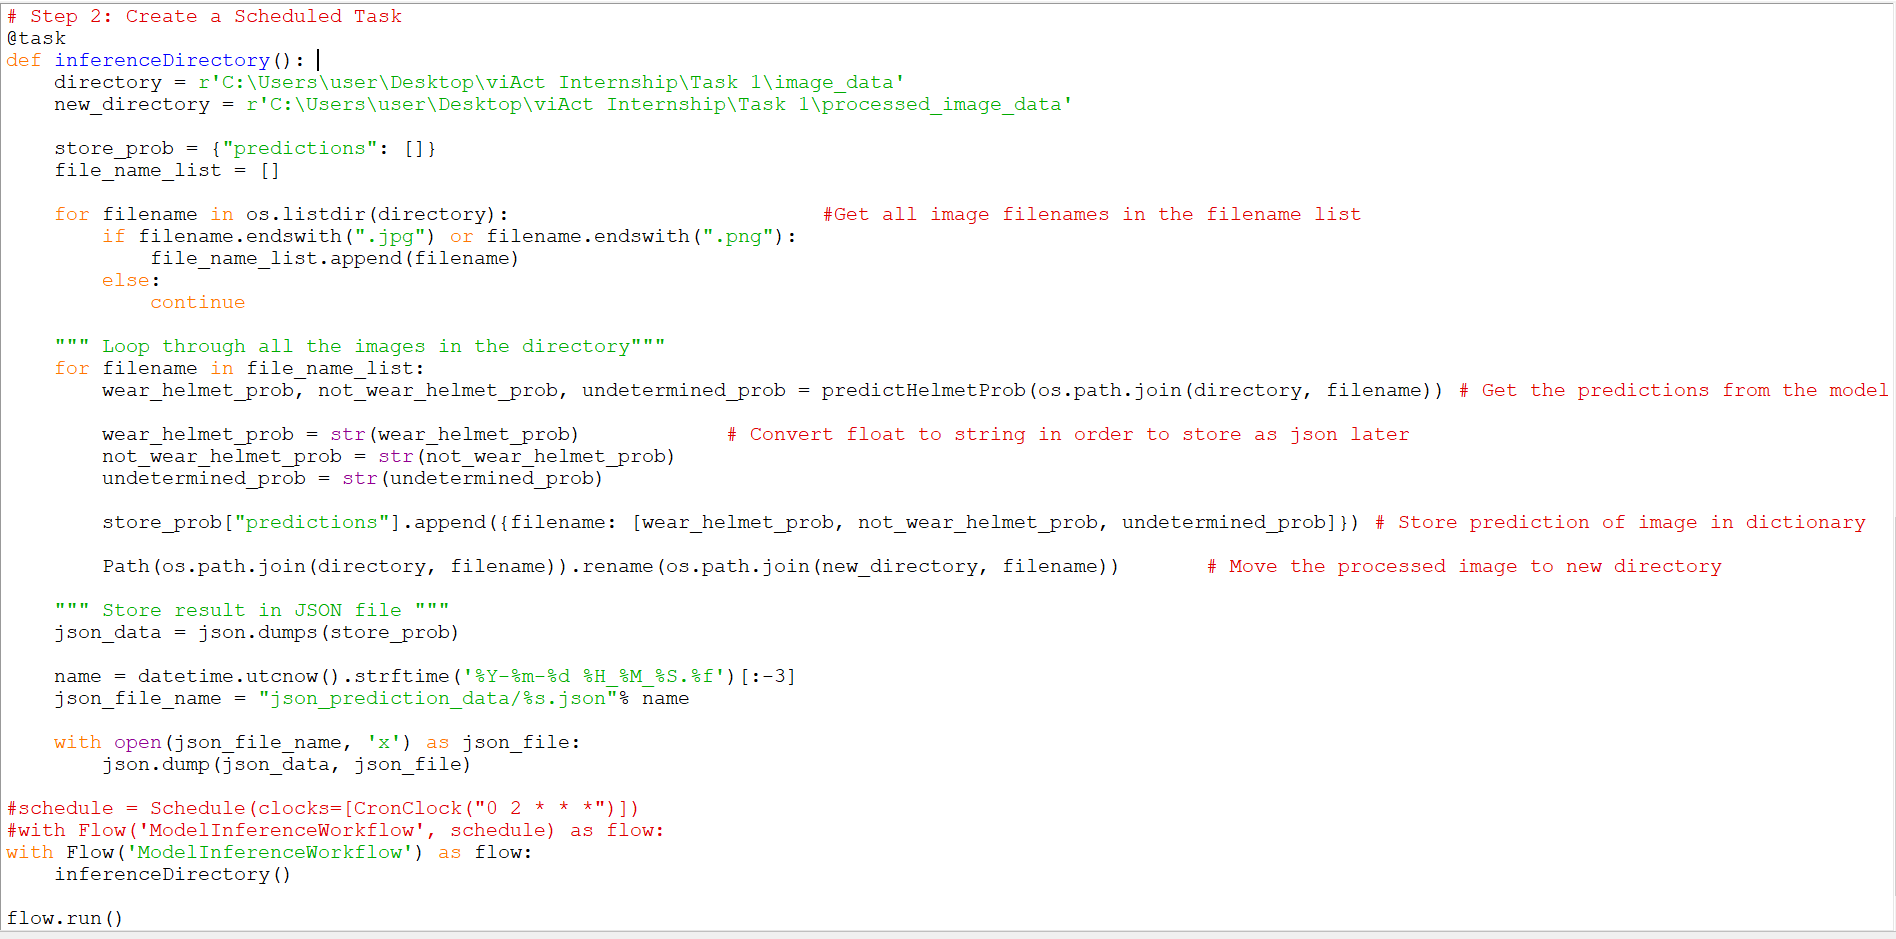 # Step 2: Create a Scheduled Task
@task
def inferenceDirectory():
    directory = r'C:\Users\user\Desktop\viAct Internship\Task 1\image_data'
    new_directory = r'C:\Users\user\Desktop\viAct Internship\Task 1\processed_image_data'

    store_prob = {"predictions": []}
    file_name_list = []

    for filename in os.listdir(directory):                          #Get all image filenames in the filename list
        if filename.endswith(".jpg") or filename.endswith(".png"):
            file_name_list.append(filename)
        else:
            continue

    """ Loop through all the images in the directory"""
    for filename in file_name_list:
        wear_helmet_prob, not_wear_helmet_prob, undetermined_prob = predictHelmetProb(os.path.join(directory, filename)) # Get the predictions from the model

        wear_helmet_prob = str(wear_helmet_prob)            # Convert float to string in order to store as json later
        not_wear_helmet_prob = str(not_wear_helmet_prob)
        undetermined_prob = str(undetermined_prob)

        store_prob["predictions"].append({filename: [wear_helmet_prob, not_wear_helmet_prob, undetermined_prob]}) # Store prediction of image in dictionary

        Path(os.path.join(directory, filename)).rename(os.path.join(new_directory, filename))       # Move the processed image to new directory

    """ Store result in JSON file """
    json_data = json.dumps(store_prob)

    name = datetime.utcnow().strftime('%Y-%m-%d %H_%M_%S.%f')[:-3]
    json_file_name = "json_prediction_data/%s.json"% name

    with open(json_file_name, 'x') as json_file:
        json.dump(json_data, json_file)

#schedule = Schedule(clocks=[CronClock("0 2 * * *")])
#with Flow('ModelInferenceWorkflow', schedule) as flow:
with Flow('ModelInferenceWorkflow') as flow:
    inferenceDirectory()

flow.run()